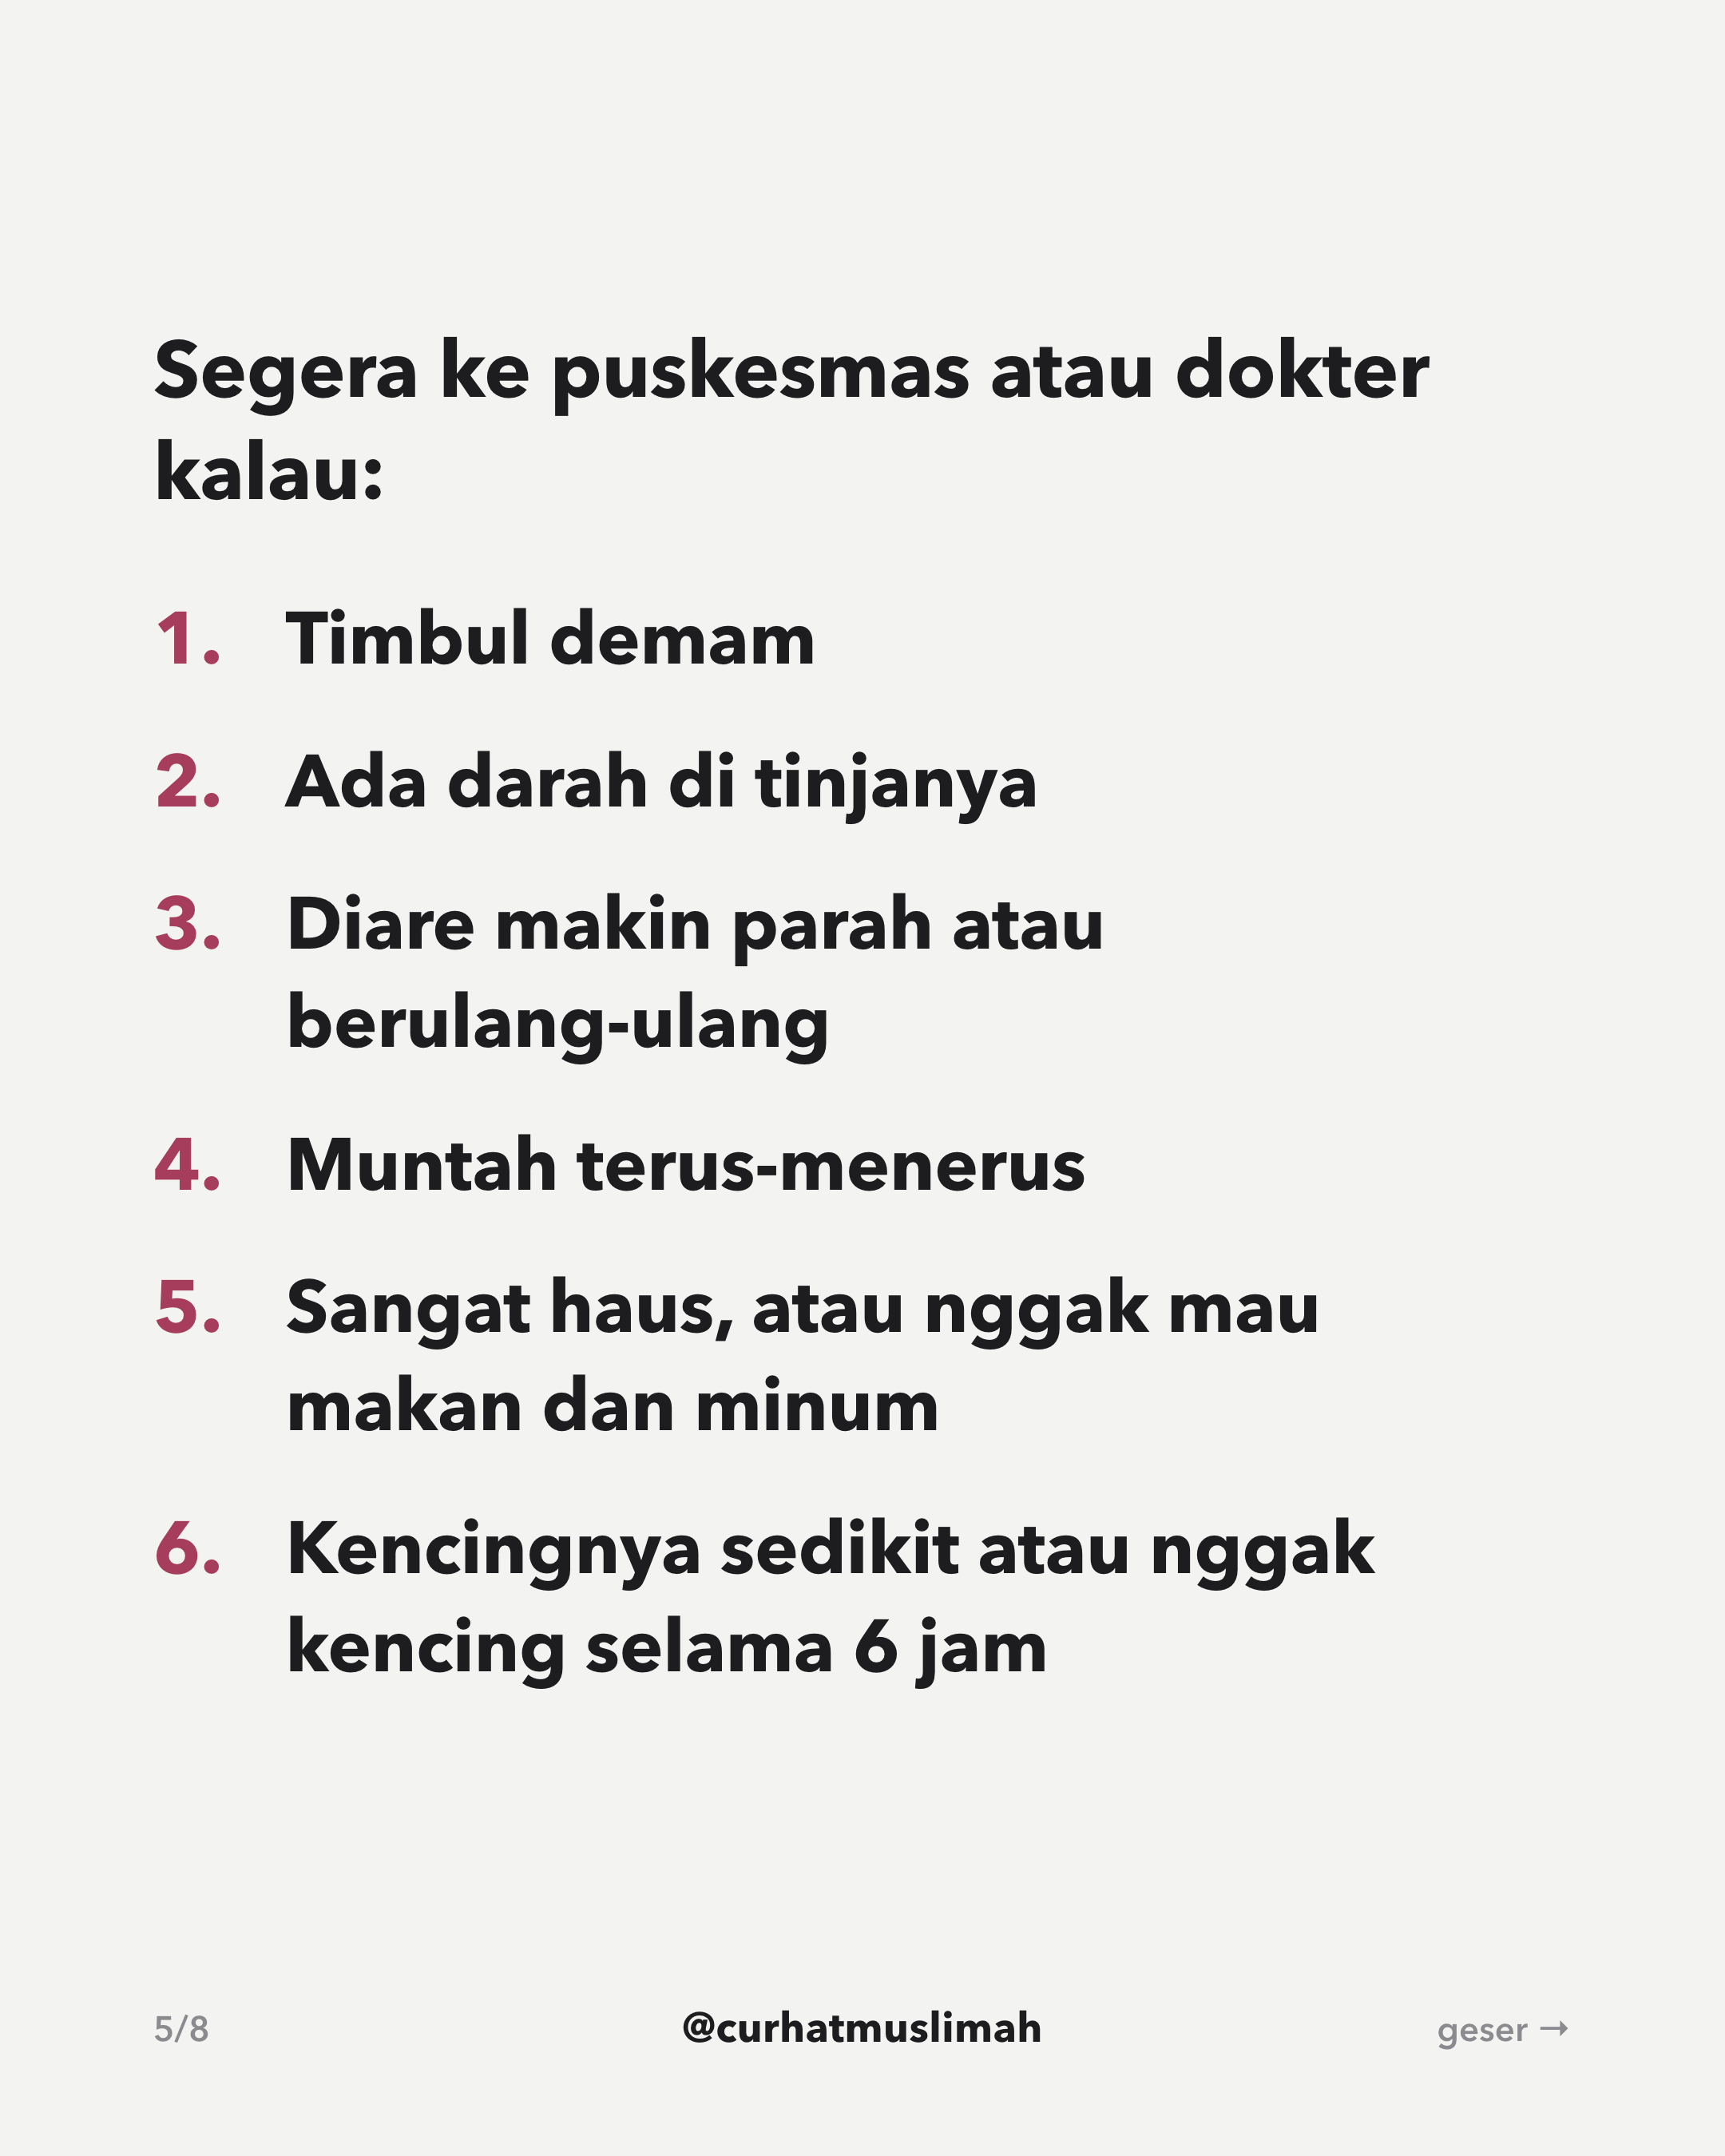 Segera ke puskesmas atau dokter
kalau:
1. Timbul demam
2. Ada darah di tinjanya
3. Diare makin parah atau
berulang-ulang
4. Muntah terus-menerus
5. Sangat haus, atau nggak mau
makan dan minum
6. Kencingnya sedikit atau nggak
kencing selama 6 jam
5/8 @curhatmuslimah geser →